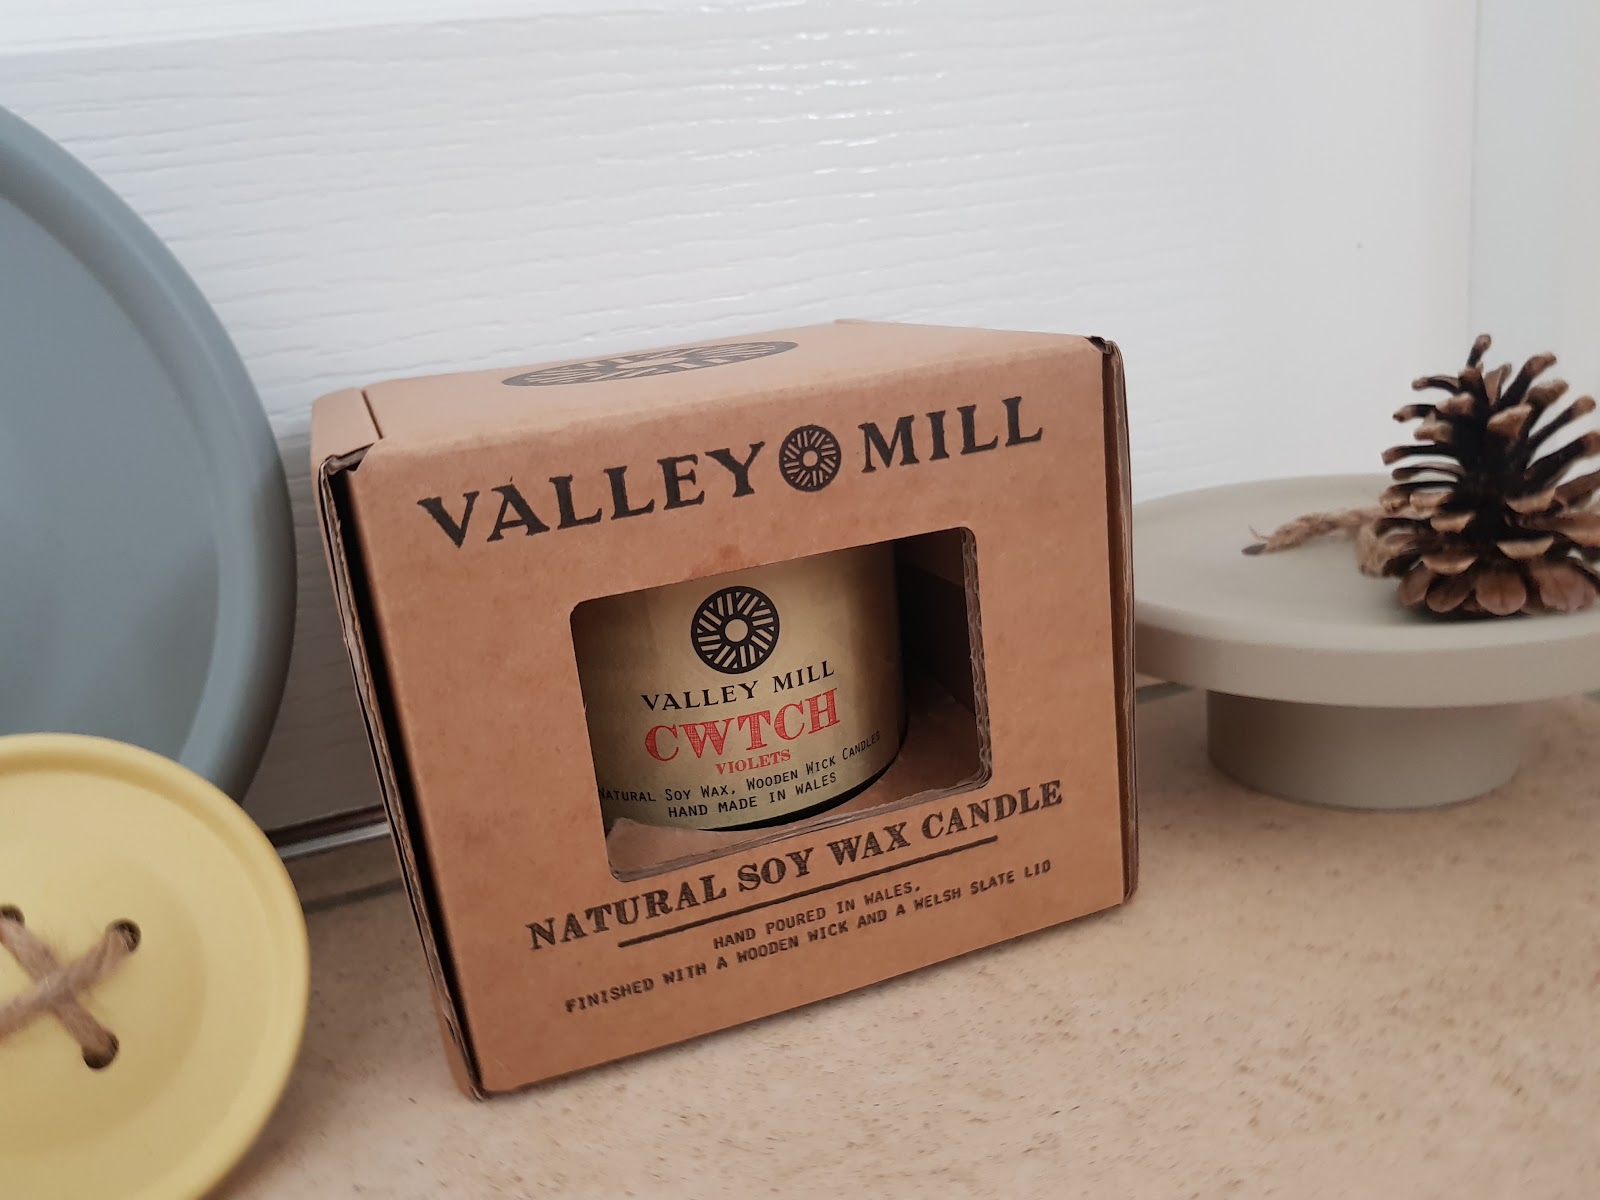 VALLEY MILL
VALLEY MILL
CWTCH
VIOLETS
NATURAL SOY WAX, WOODEN WICK CANDLES
HAND MADE IN WALES
NATURAL SOY WAX CANDLE
HAND POURED IN WALES.
FINISHED WITH A WOODEN WICK AND A WELSH SLATE LID